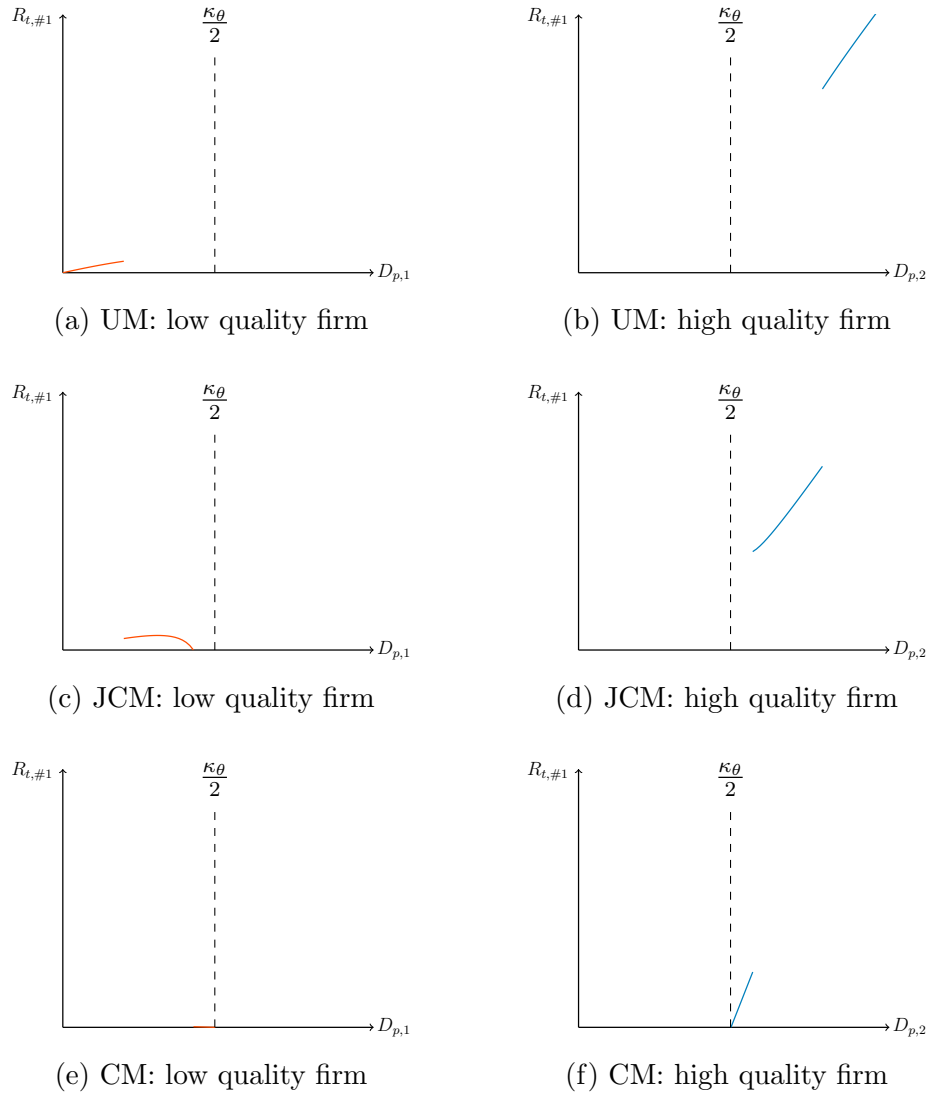 R_{t,#1}
κ_θ
2
D_{p,1}
(a) UM: low quality firm
R_{t,#1}
κ_θ
2
D_{p,2}
(b) UM: high quality firm
R_{t,#1}
κ_θ
2
D_{p,1}
(c) JCM: low quality firm
R_{t,#1}
κ_θ
2
D_{p,2}
(d) JCM: high quality firm
R_{t,#1}
κ_θ
2
D_{p,1}
(e) CM: low quality firm
R_{t,#1}
κ_θ
2
D_{p,2}
(f) CM: high quality firm